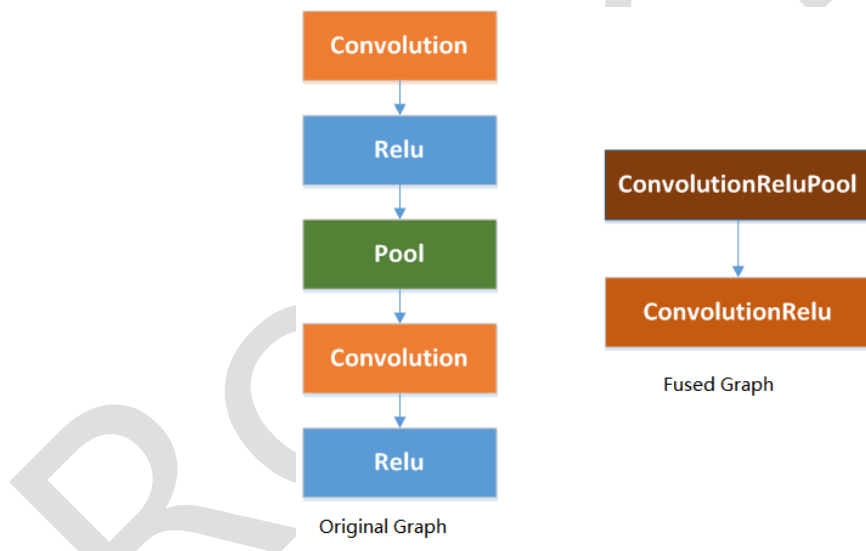 Convolution
Relu
Pool
Convolution
Relu
Original Graph
ConvolutionReluPool
ConvolutionRelu
Fused Graph